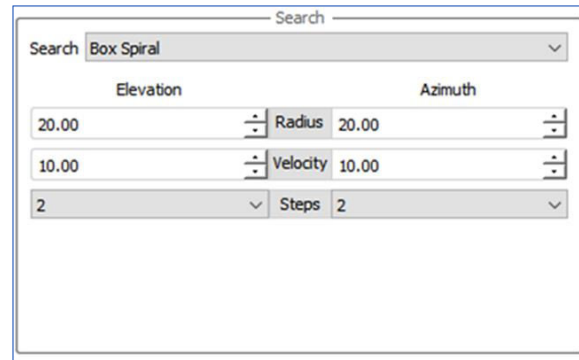 Search
Search Box Spiral
Elevation Azimuth
20.00 Radius 20.00
10.00 Velocity 10.00
2 Steps 2